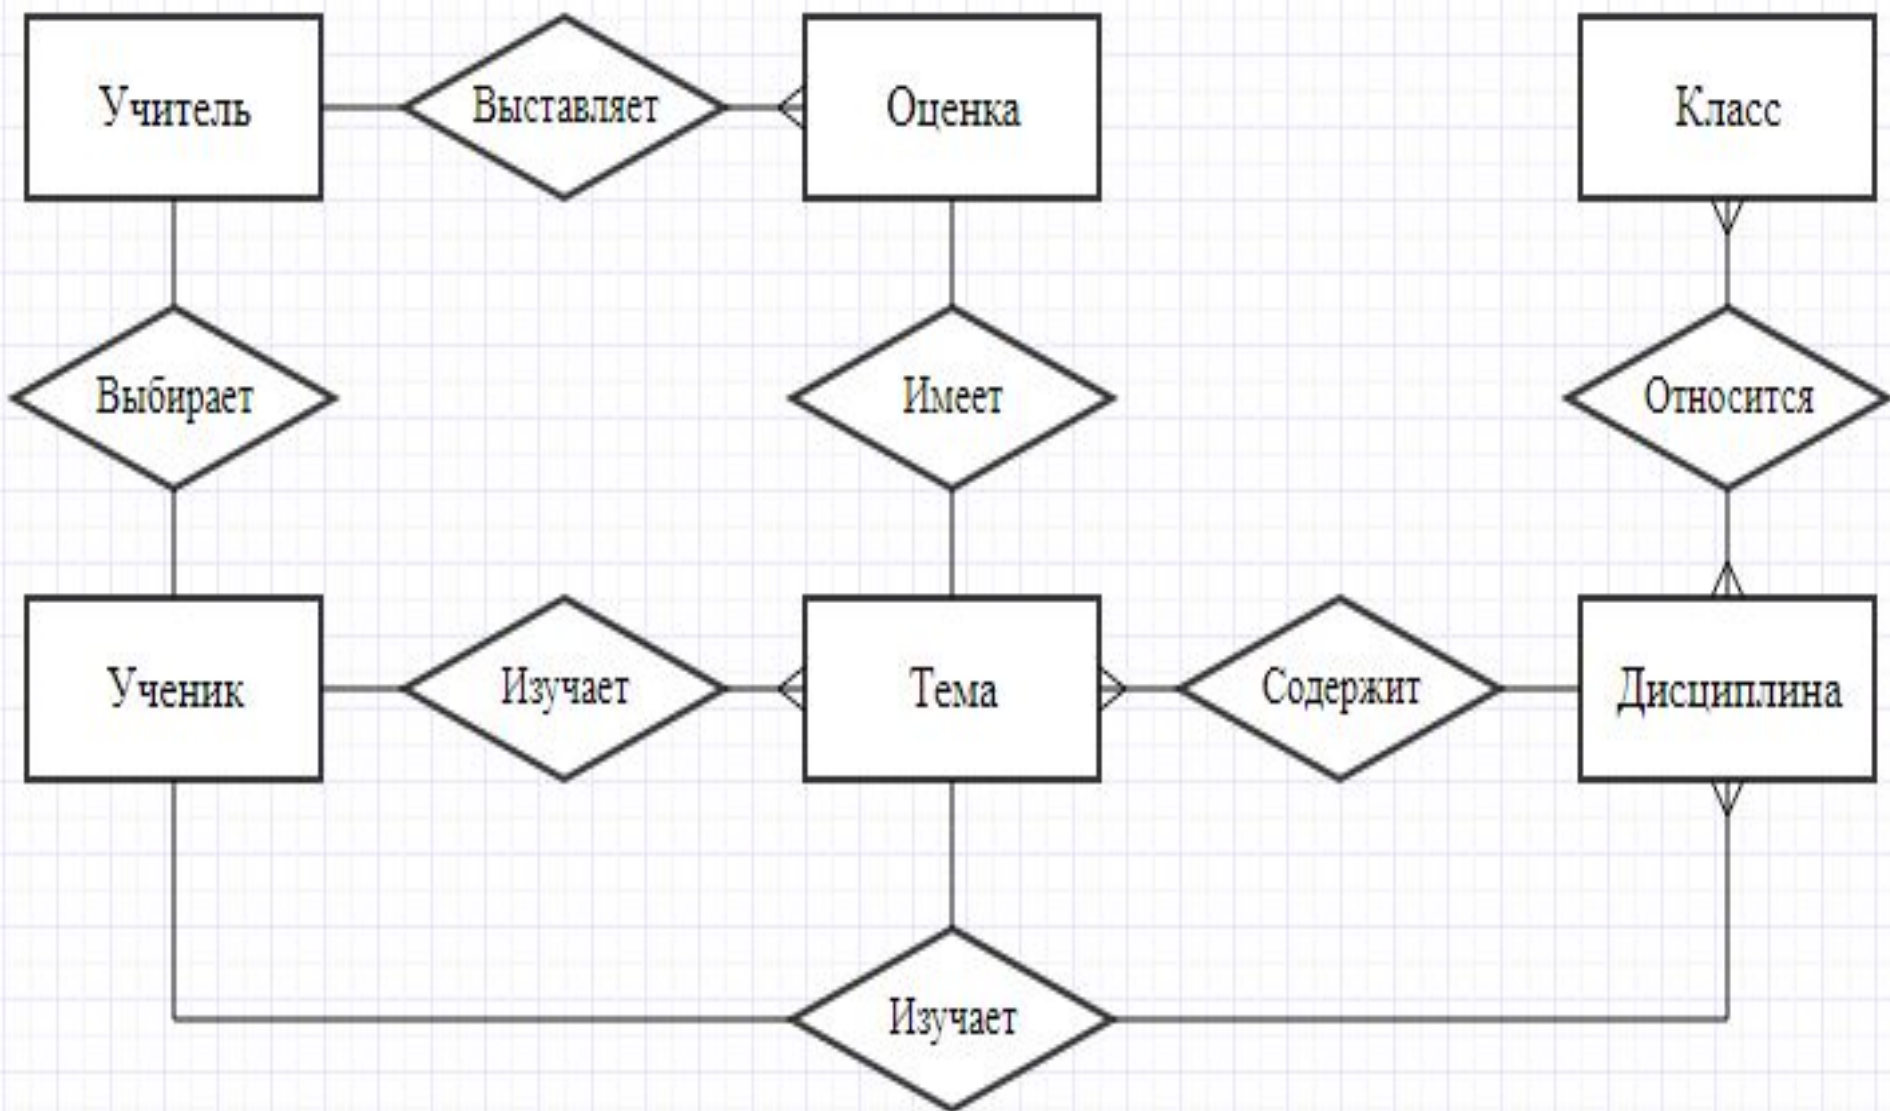 Учитель
Выставляет
Оценка
Класс
Выбирает
Имеет
Относится
Ученик
Изучает
Тема
Содержит
Дисциплина
Изучает